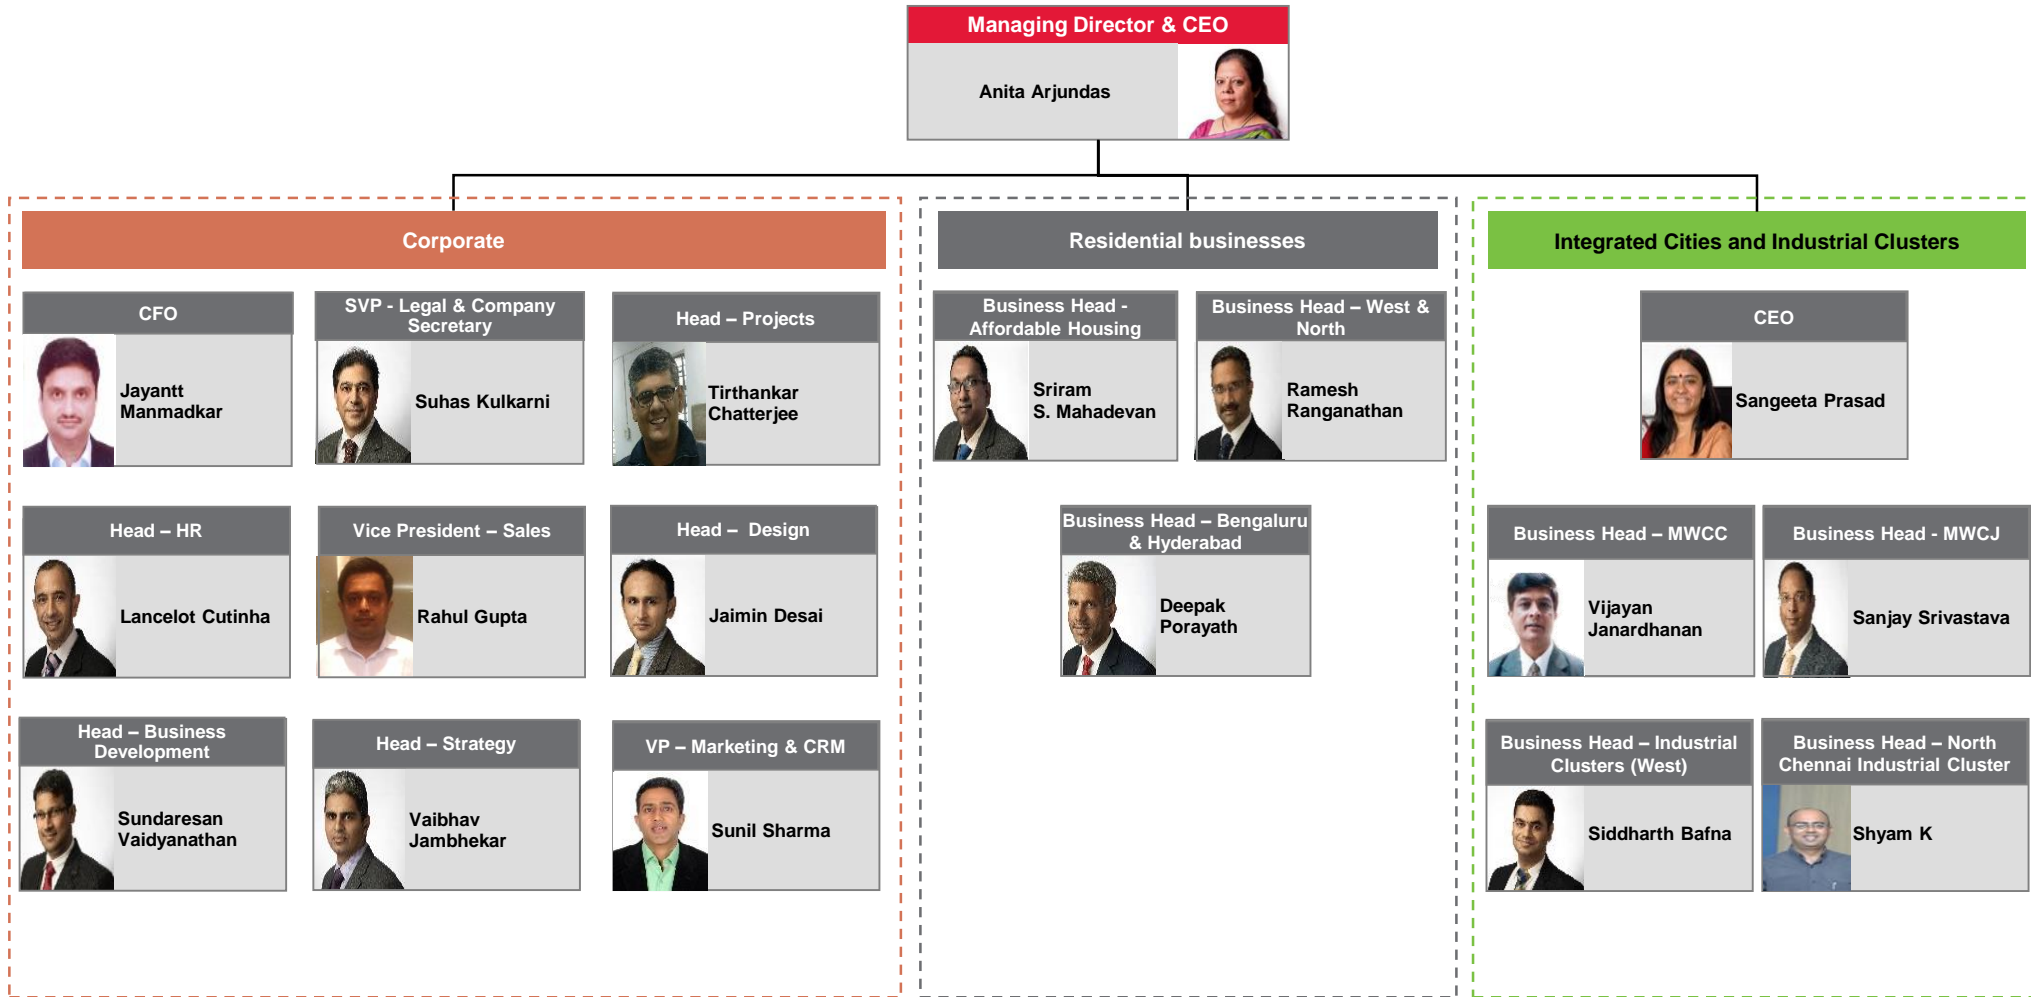 Managing Director & CEO
Anita Arjundas
Corporate
CFO
Jayantt
Manmadkar
SVP - Legal & Company
Secretary
Suhas Kulkarni
Head – Projects
Tirthankar
Chatterjee
Head – HR
Lancelot Cutinha
Vice President – Sales
Rahul Gupta
Head –  Design
Jaimin Desai
Head – Business
Development
Sundaresan
Vaidyanathan
Head – Strategy
Vaibhav
Jambhekar
VP – Marketing & CRM
Sunil Sharma
Residential businesses
Business Head -
Affordable Housing
Sriram
S. Mahadevan
Business Head – West &
North
Ramesh
Ranganathan
Business Head – Bengaluru
& Hyderabad
Deepak
Porayath
Integrated Cities and Industrial Clusters
CEO
Sangeeta Prasad
Business Head – MWCC
Vijayan
Janardhanan
Business Head - MWCJ
Sanjay Srivastava
Business Head – Industrial
Clusters (West)
Siddharth Bafna
Business Head – North
Chennai Industrial Cluster
Shyam K